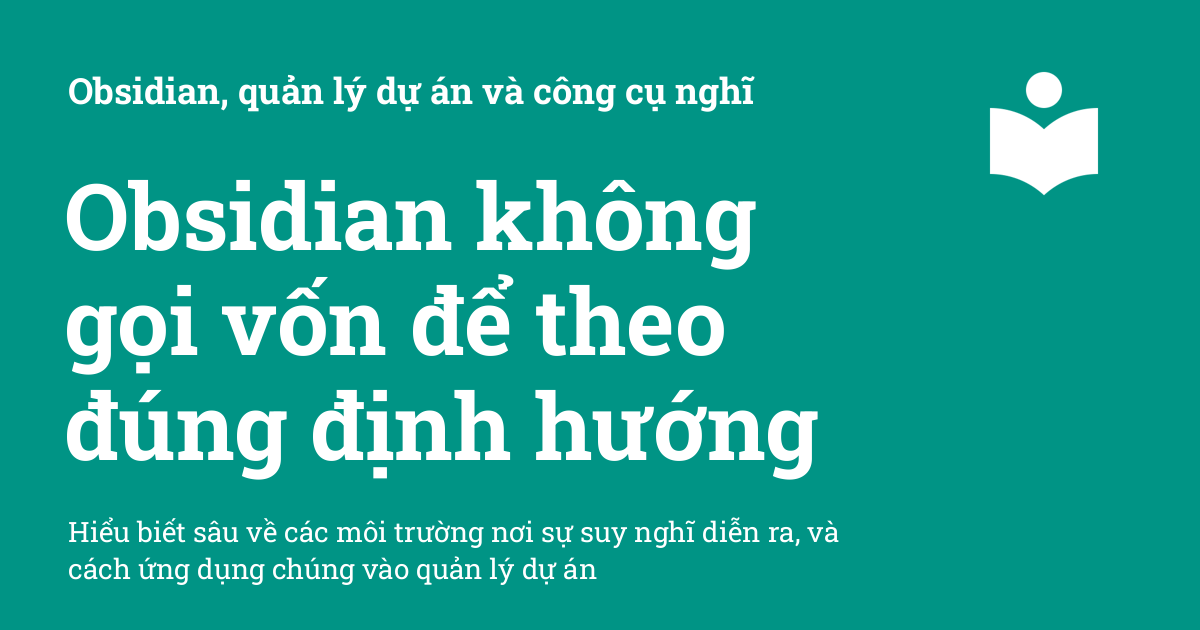 Obsidian, quản lý dự án và công cụ nghĩ
Obsidian không
gọi vốn để theo
đúng định hướng
Hiểu biết sâu về các môi trường nơi sự suy nghĩ diễn ra, và
cách ứng dụng chúng vào quản lý dự án